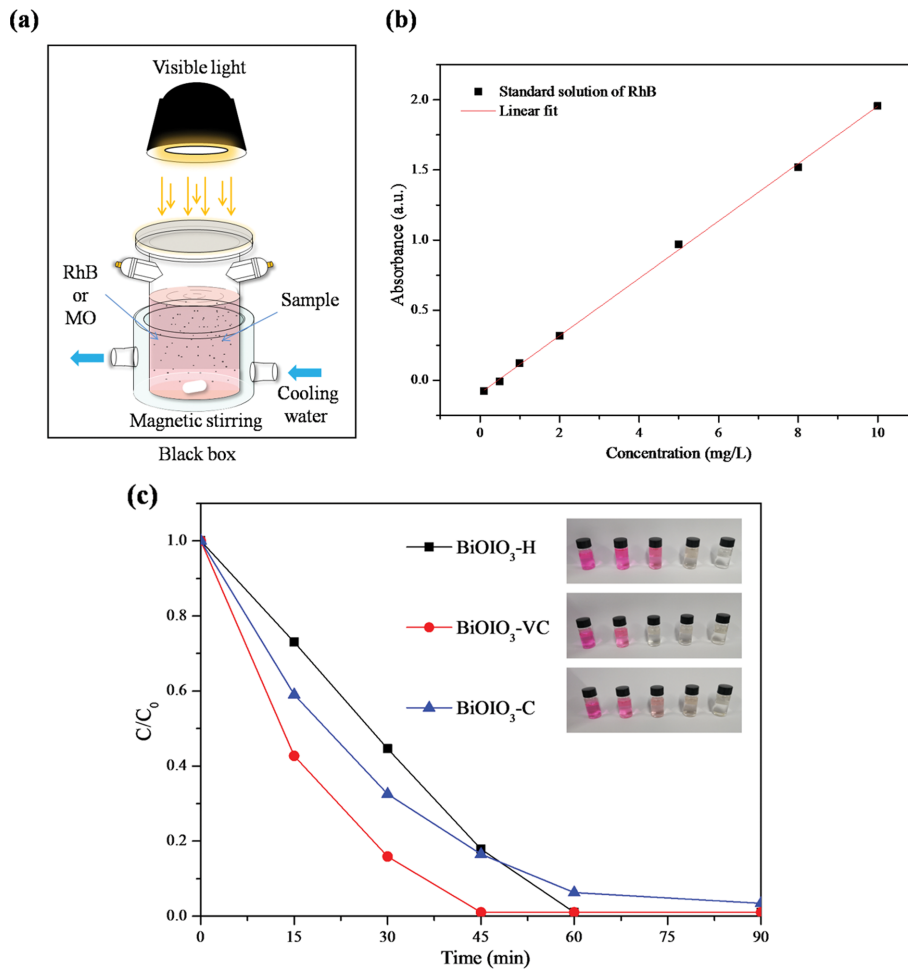 (a)
Visible light
RhB
or
MO
Sample
Cooling
water
Magnetic stirring
Black box
(b)
Standard solution of RhB
Linear fit
Absorbance (a.u.)
2.0
1.5
1.0
0.5
0.0
0 2 4 6 8 10
Concentration (mg/L)
(c)
BiOIO₃-H
BiOIO₃-VC
BiOIO₃-C
C/C₀
1.0
0.8
0.6
0.4
0.2
0.0
0 15 30 45 60 75 90
Time (min)